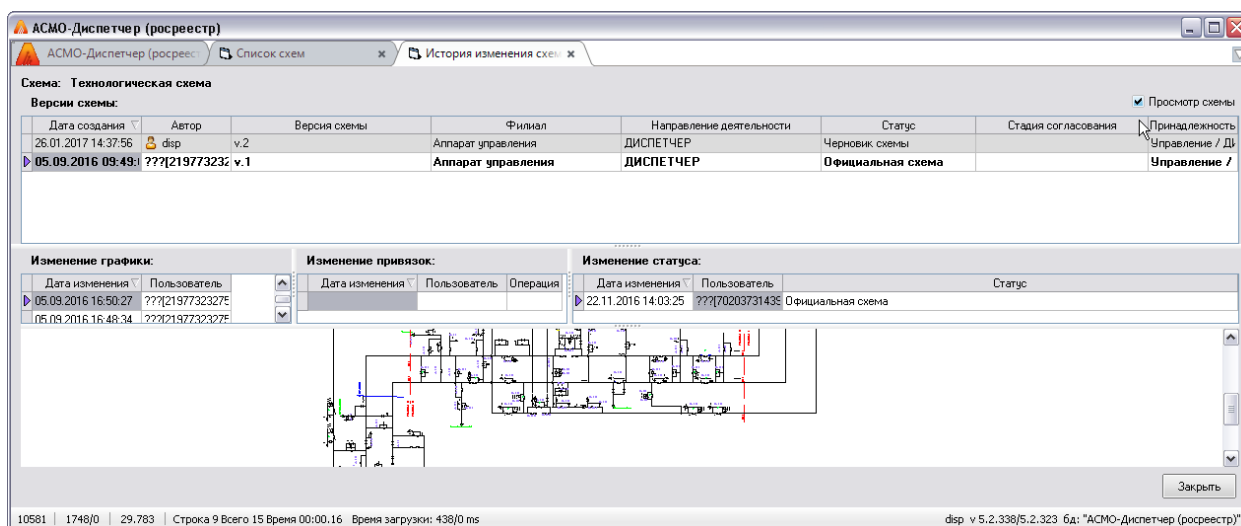 АСМО-Диспетчер (росреестр)
АСМО-Диспетчер (росреест Список схем История изменения схем
Схема: Технологическая схема
Версии схемы: Просмотр схемы
Дата создания Автор Версия схемы Филиал Направление деятельности Статус Стадия согласования Принадлежность
26.01.2017 14:37:56 disp v.2 Аппарат управления ДИСПЕТЧЕР Черновик схемы Управление / ДИ
05.09.2016 09:49: ???[219773232 v.1 Аппарат управления ДИСПЕТЧЕР Официальная схема Управление /
Изменение графики: Изменение привязок: Изменение статуса:
Дата изменения Пользователь Дата изменения Пользователь Операция Дата изменения Пользователь Статус
05.09.2016 16:50:27 ???[21977323275 22.11.2016 14:03:25 ???[70203731439 Официальная схема
05.09.2016 16:48:34 ???[21977323275
Закрыть
10581 1748/0 29.783 Строка 9 Всего 15 Время 00:00.16 Время загрузки: 438/0 ms disp v 5.2.338/5.2.323 бд: "АСМО-Диспетчер (росреестр)"